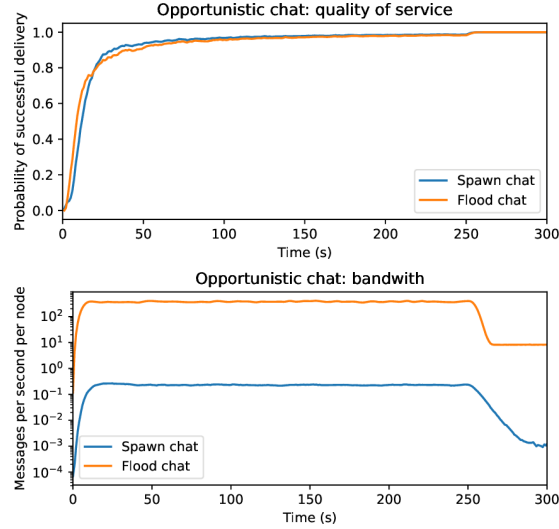 Opportunistic chat: quality of service
Probability of successful delivery
1.0
0.8
0.6
0.4
0.2
0.0
Spawn chat
Flood chat
0 50 100 150 200 250 300
Time (s)
Opportunistic chat: bandwith
Messages per second per node
10²
10¹
10⁰
10⁻¹
10⁻²
10⁻³
10⁻⁴
Spawn chat
Flood chat
0 50 100 150 200 250 300
Time (s)